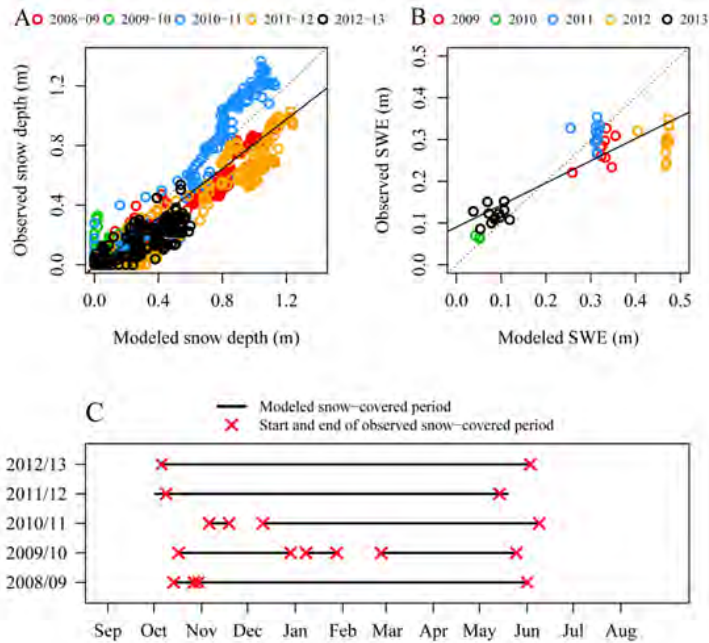 A 2008-09 2009-10 2010-11 2011-12 2012-13
Observed snow depth (m)
1.2
0.8
0.4
0.0
0.0 0.4 0.8 1.2
Modeled snow depth (m)
B 2009 2010 2011 2012 2013
Observed SWE (m)
0.5
0.4
0.3
0.2
0.1
0.0
0.0 0.1 0.2 0.3 0.4 0.5
Modeled SWE (m)
C
Modeled snow-covered period
Start and end of observed snow-covered period
2012/13
2011/12
2010/11
2009/10
2008/09
Sep Oct Nov Dec Jan Feb Mar Apr May Jun Jul Aug